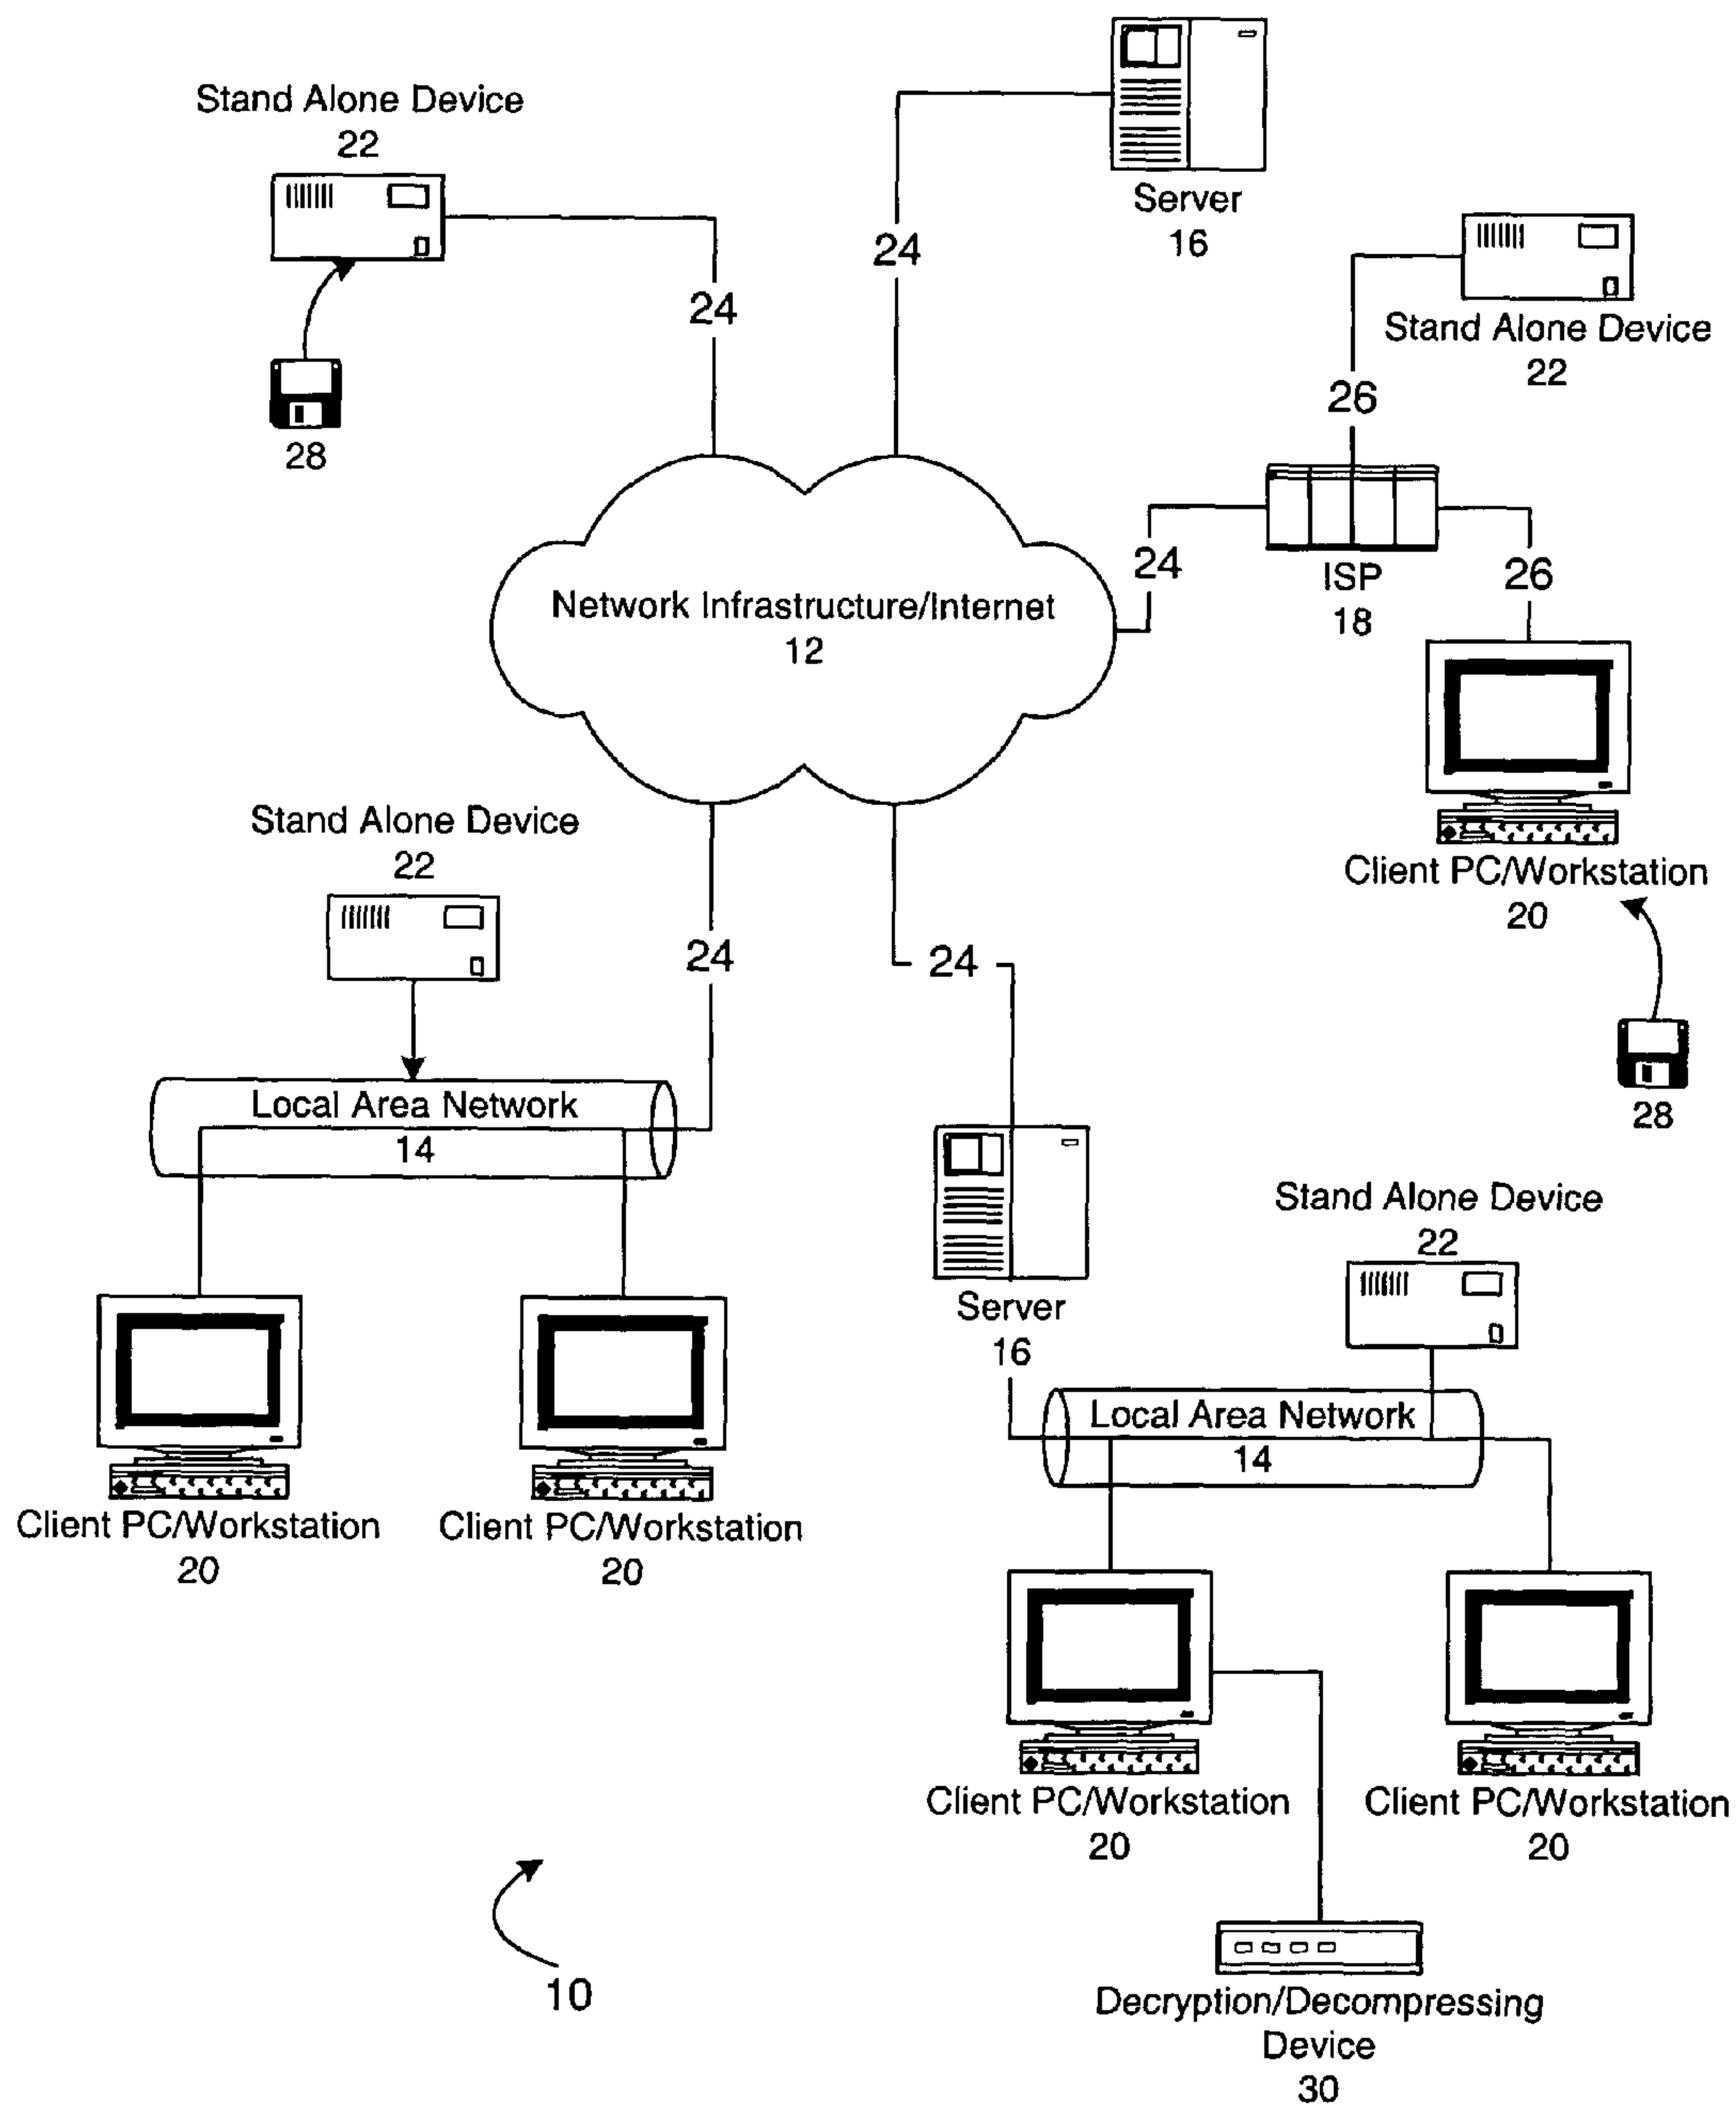 Stand Alone Device
22
28
24
24
Server
16
Stand Alone Device
22
26
24
ISP
18
26
Network Infrastructure/Internet
12
Client PC/Workstation
20
28
Stand Alone Device
22
24
24
Local Area Network
14
Client PC/Workstation
20
Client PC/Workstation
20
Server
16
Stand Alone Device
22
Local Area Network
14
Client PC/Workstation
20
Client PC/Workstation
20
Decryption/Decompressing
Device
30
10